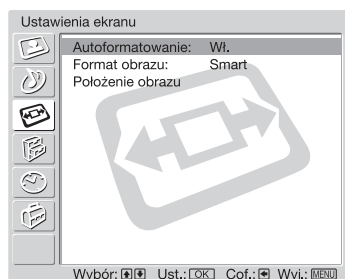 Ustawienia ekranu
Autoformatowanie: Wł.
Format obrazu: Smart
Położenie obrazu
Wybór: Ust.: OK Cof.: Wyj.: MENU